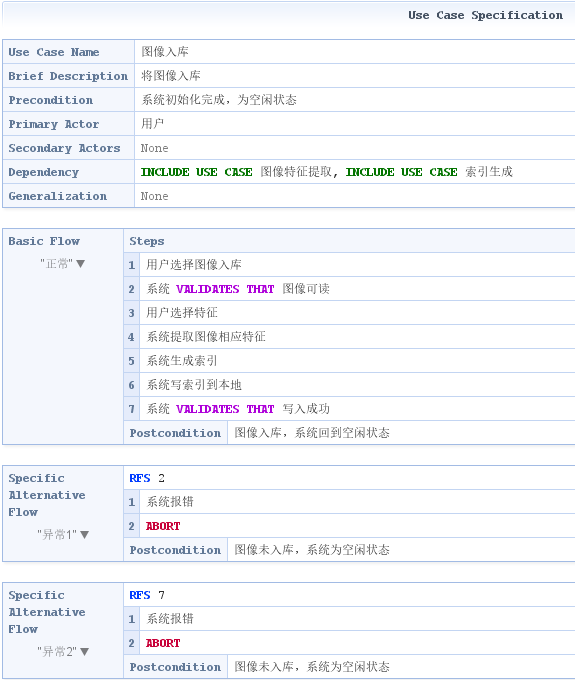 Use Case Specification
Use Case Name 图像入库
Brief Description 将图像入库
Precondition 系统初始化完成，为空闲状态
Primary Actor 用户
Secondary Actors None
Dependency INCLUDE USE CASE 图像特征提取, INCLUDE USE CASE 索引生成
Generalization None
Basic Flow Steps
"正常" ▼
1 用户选择图像入库
2 系统 VALIDATES THAT 图像可读
3 用户选择特征
4 系统提取图像相应特征
5 系统生成索引
6 系统写索引到本地
7 系统 VALIDATES THAT 写入成功
Postcondition 图像入库，系统回到空闲状态
Specific
Alternative
Flow
"异常1" ▼
RFS 2
1 系统报错
2 ABORT
Postcondition 图像未入库，系统为空闲状态
Specific
Alternative
Flow
"异常2" ▼
RFS 7
1 系统报错
2 ABORT
Postcondition 图像未入库，系统为空闲状态